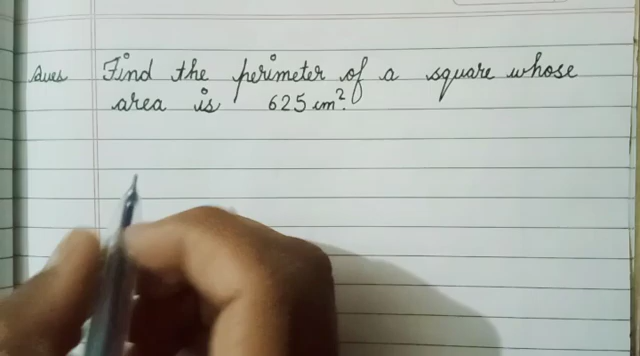 Ques Find the perimeter of a square whose
area is 625 cm².